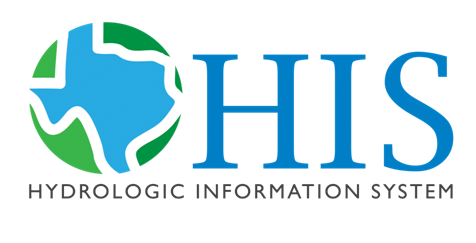 HIS
HYDROLOGIC INFORMATION SYSTEM